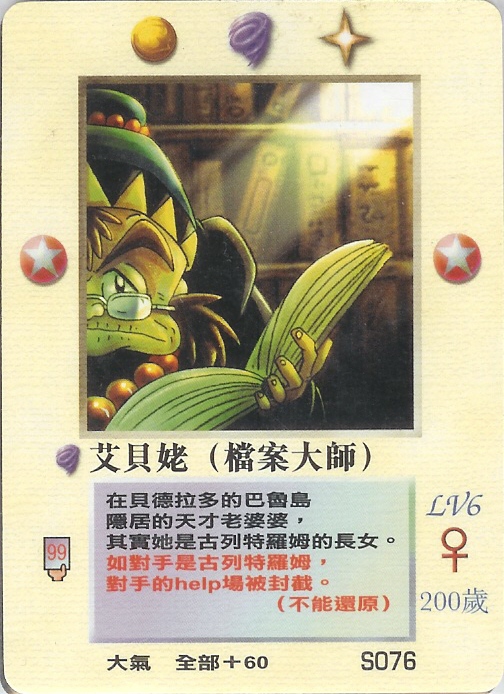 艾貝姥（檔案大師）
在貝德拉多的巴魯島
隱居的天才老婆婆，
其實她是古列特羅姆的長女。
如對手是古列特羅姆，
對手的help場被封截。
（不能還原）
99
LV6
♀
200歲
大氣 全部＋60
S076